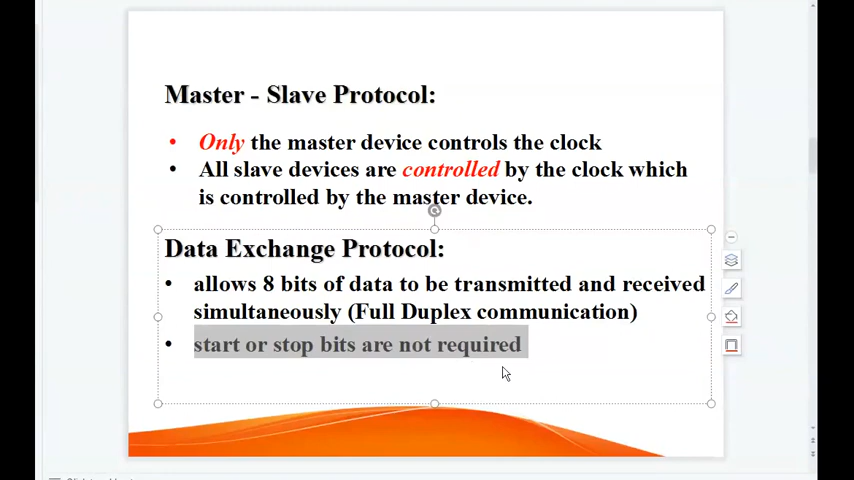 Master - Slave Protocol:
• Only the master device controls the clock
• All slave devices are controlled by the clock which
is controlled by the master device.
Data Exchange Protocol:
• allows 8 bits of data to be transmitted and received
simultaneously (Full Duplex communication)
• start or stop bits are not required